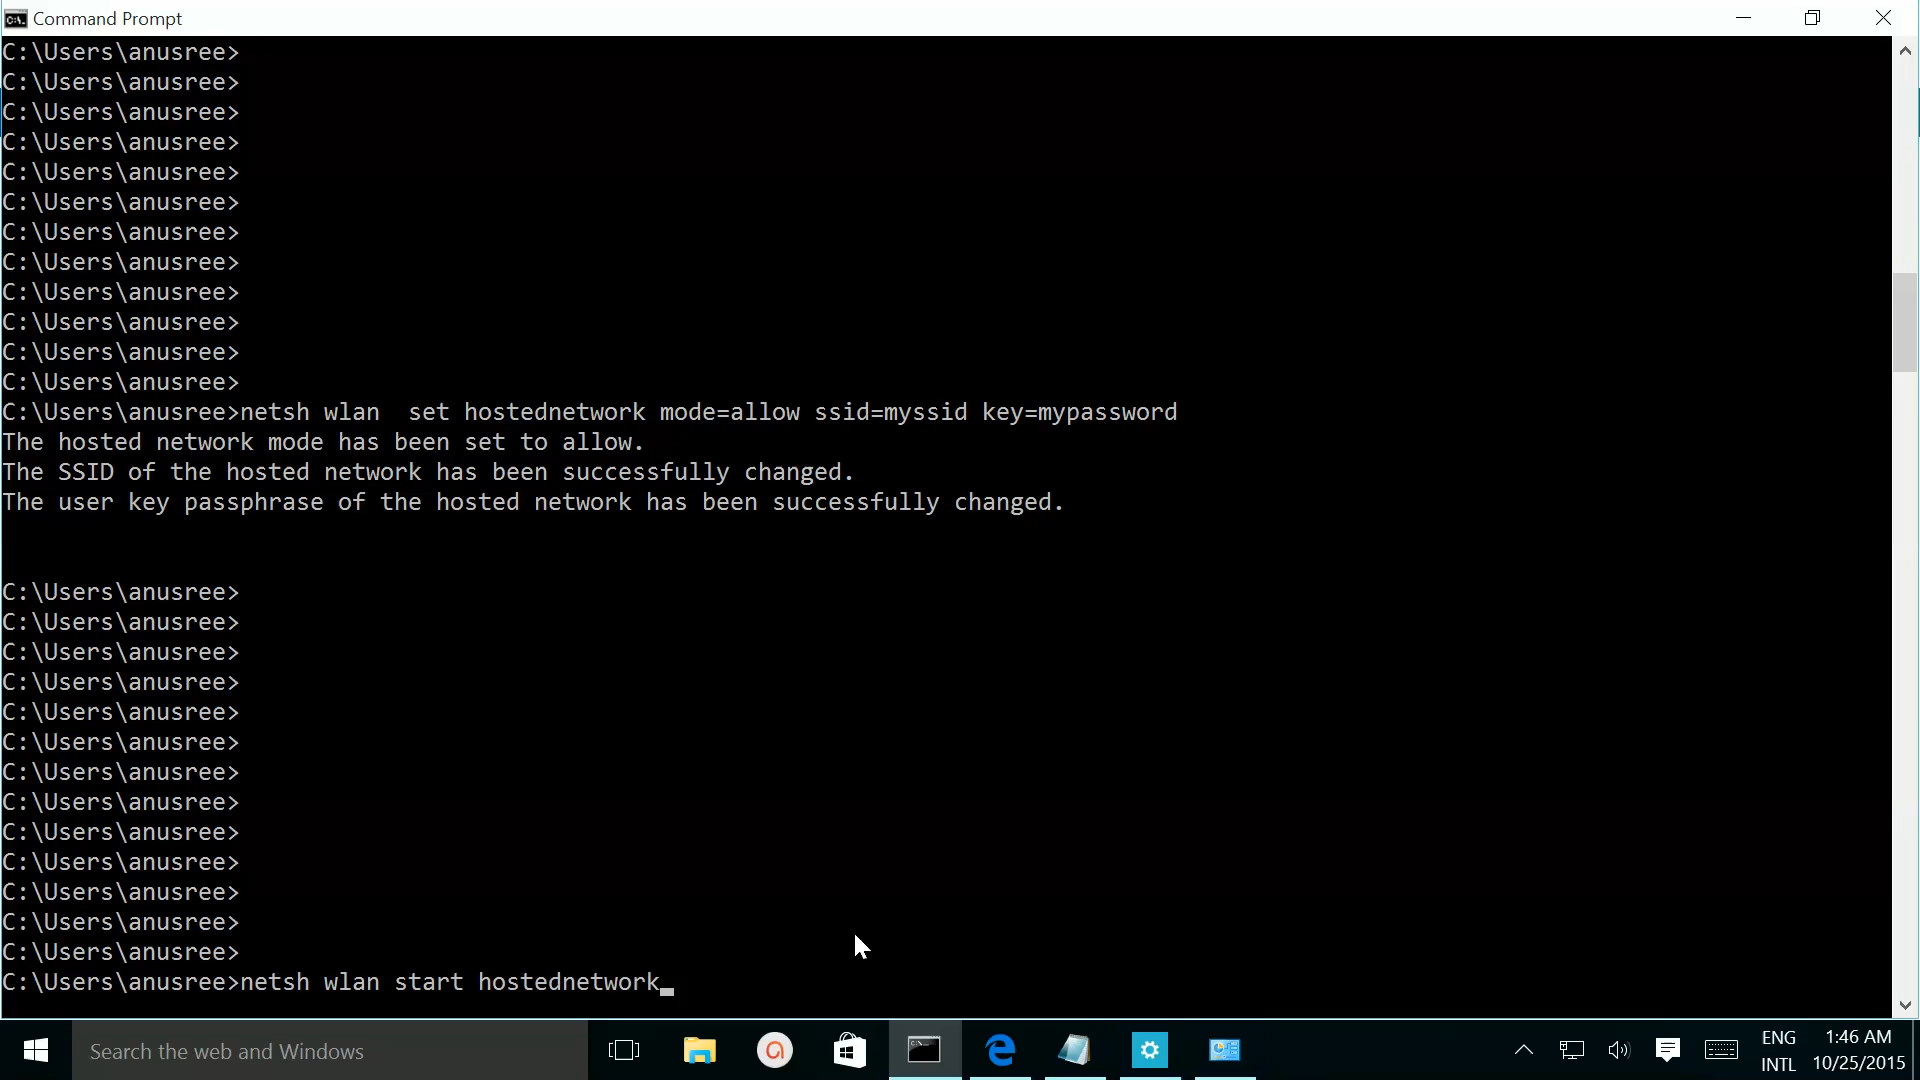 Command Prompt
C:\Users\anusree>
C:\Users\anusree>
C:\Users\anusree>
C:\Users\anusree>
C:\Users\anusree>
C:\Users\anusree>
C:\Users\anusree>
C:\Users\anusree>
C:\Users\anusree>
C:\Users\anusree>
C:\Users\anusree>
C:\Users\anusree>
C:\Users\anusree>netsh wlan  set hostednetwork mode=allow ssid=myssid key=mypassword
The hosted network mode has been set to allow.
The SSID of the hosted network has been successfully changed.
The user key passphrase of the hosted network has been successfully changed.
C:\Users\anusree>
C:\Users\anusree>
C:\Users\anusree>
C:\Users\anusree>
C:\Users\anusree>
C:\Users\anusree>
C:\Users\anusree>
C:\Users\anusree>
C:\Users\anusree>
C:\Users\anusree>
C:\Users\anusree>
C:\Users\anusree>
C:\Users\anusree>
C:\Users\anusree>netsh wlan start hostednetwork
Search the web and Windows
ENG
INTL
1:46 AM
10/25/2015